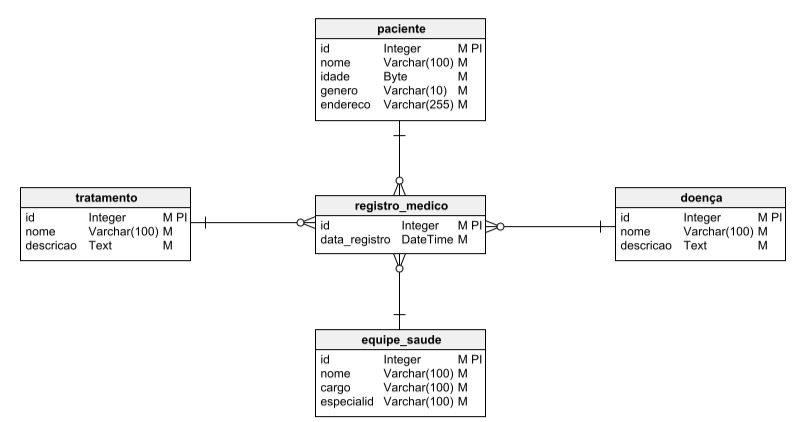 paciente
id Integer M PI
nome Varchar(100) M
idade Byte M
genero Varchar(10) M
endereco Varchar(255) M
tratamento
id Integer M PI
nome Varchar(100) M
descricao Text M
registro_medico
id Integer M PI
data_registro DateTime M
doença
id Integer M PI
nome Varchar(100) M
descricao Text M
equipe_saude
id Integer M PI
nome Varchar(100) M
cargo Varchar(100) M
especialid Varchar(100) M